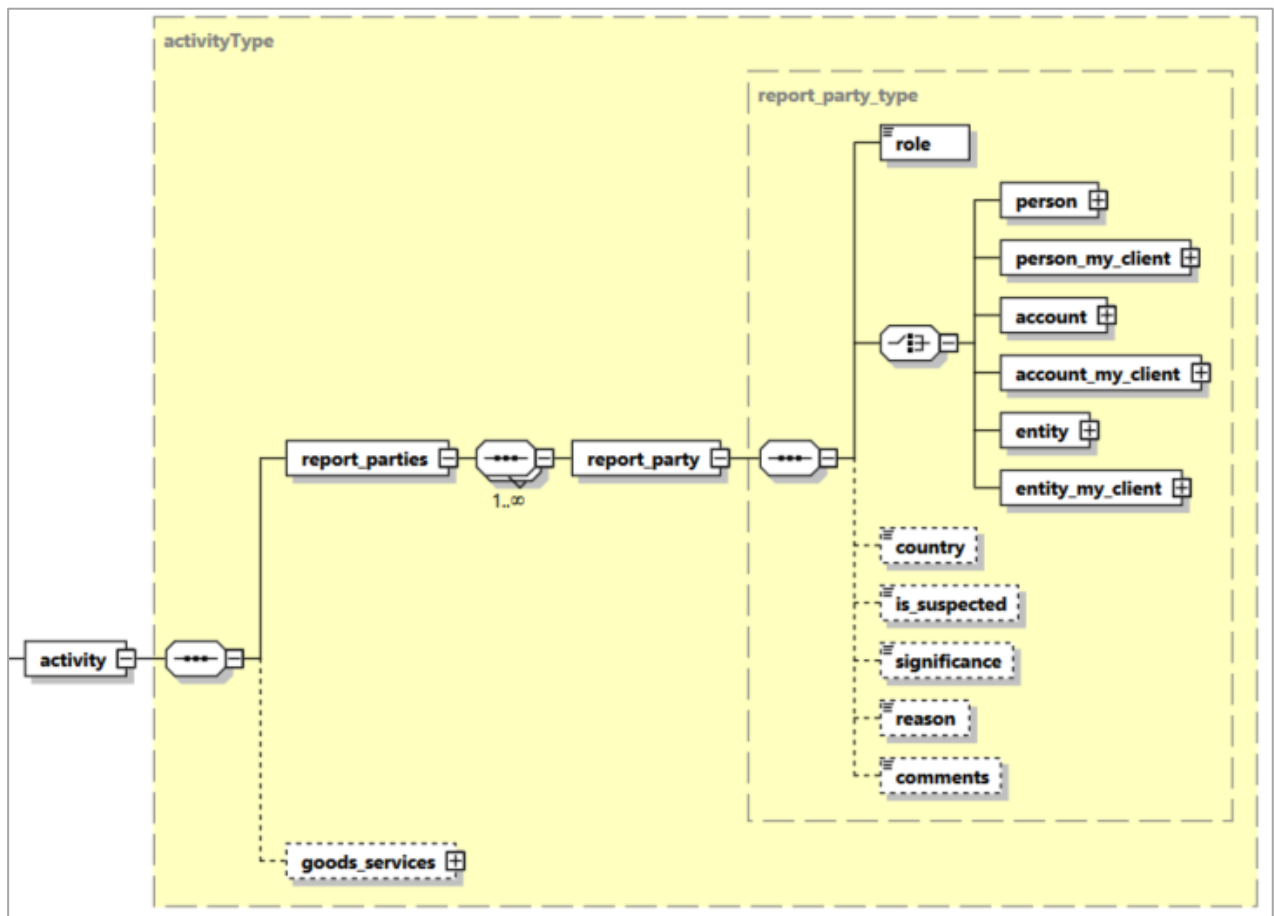 activityType
report_party_type
role
person
person_my_client
account
account_my_client
entity
entity_my_client
report_parties
1..∞
report_party
country
is_suspected
significance
reason
comments
activity
goods_services